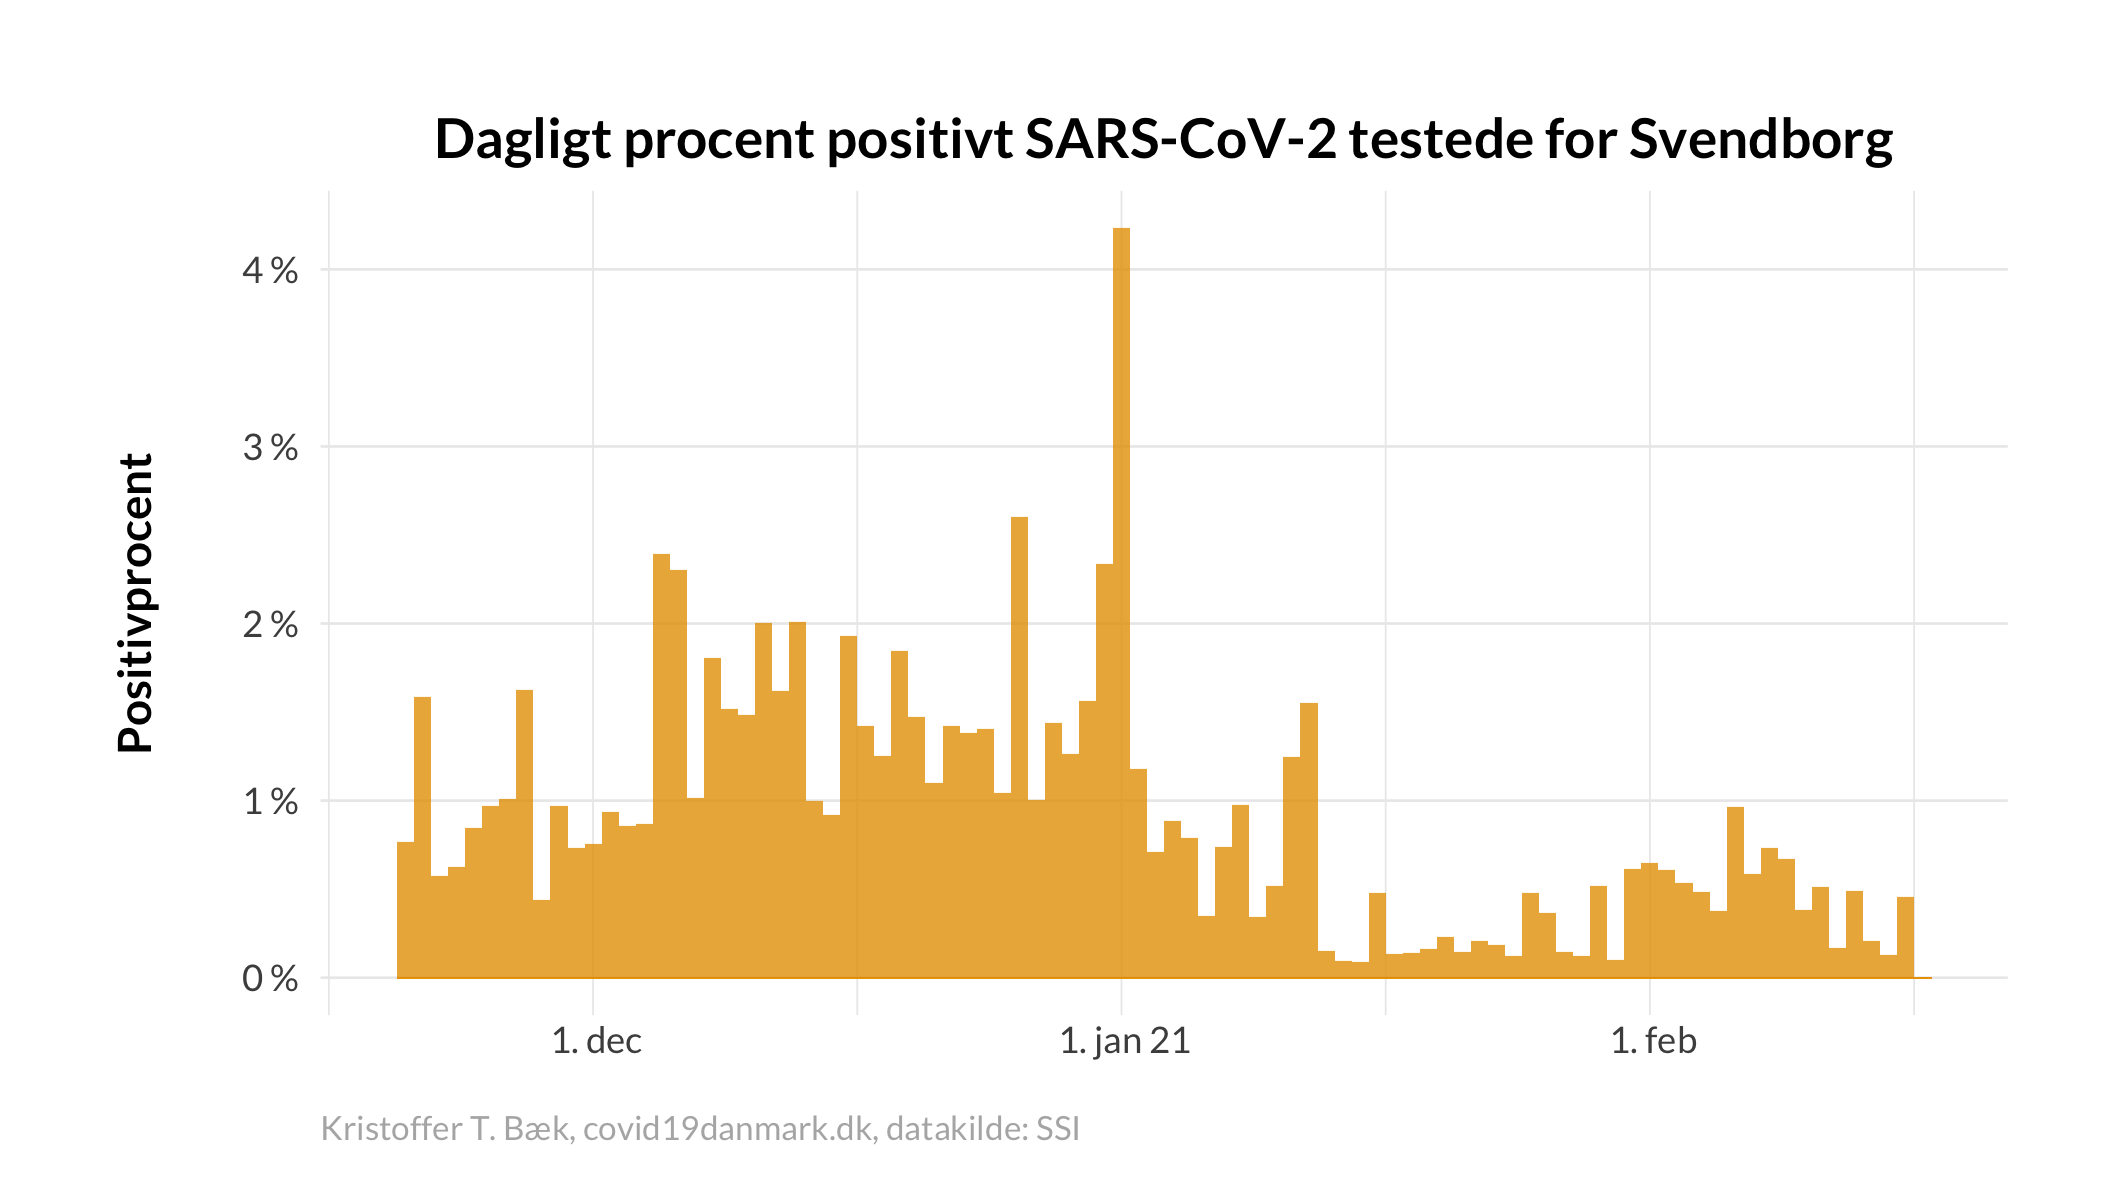 Dagligt procent positivt SARS-CoV-2 testede for Svendborg
Positivprocent
4 %
3 %
2 %
1 %
0 %
1. dec
1. jan 21
1. feb
Kristoffer T. Bæk, covid19danmark.dk, datakilde: SSI